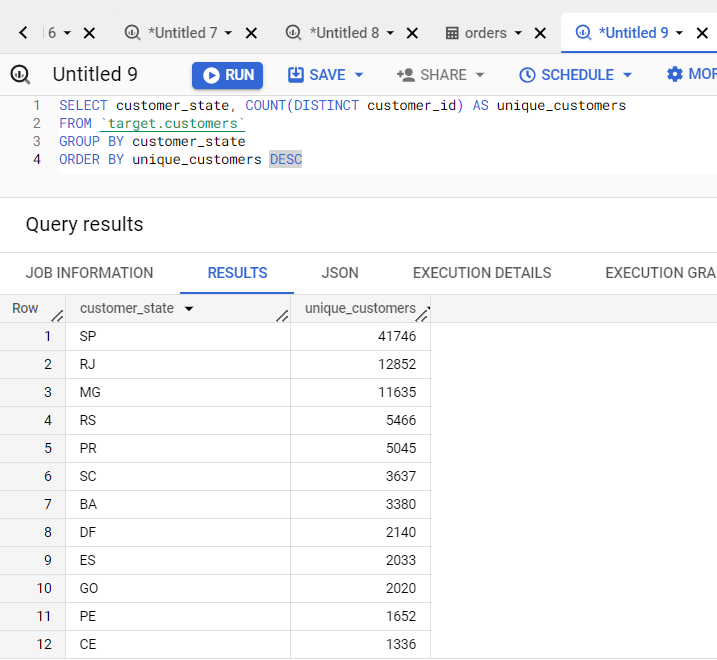 6 *Untitled 7 *Untitled 8 orders *Untitled 9
Untitled 9 RUN SAVE SHARE SCHEDULE MOR
1 SELECT customer_state, COUNT(DISTINCT customer_id) AS unique_customers
2 FROM `target.customers`
3 GROUP BY customer_state
4 ORDER BY unique_customers DESC
Query results
JOB INFORMATION RESULTS JSON EXECUTION DETAILS EXECUTION GRA
Row customer_state unique_customers
1 SP 41746
2 RJ 12852
3 MG 11635
4 RS 5466
5 PR 5045
6 SC 3637
7 BA 3380
8 DF 2140
9 ES 2033
10 GO 2020
11 PE 1652
12 CE 1336